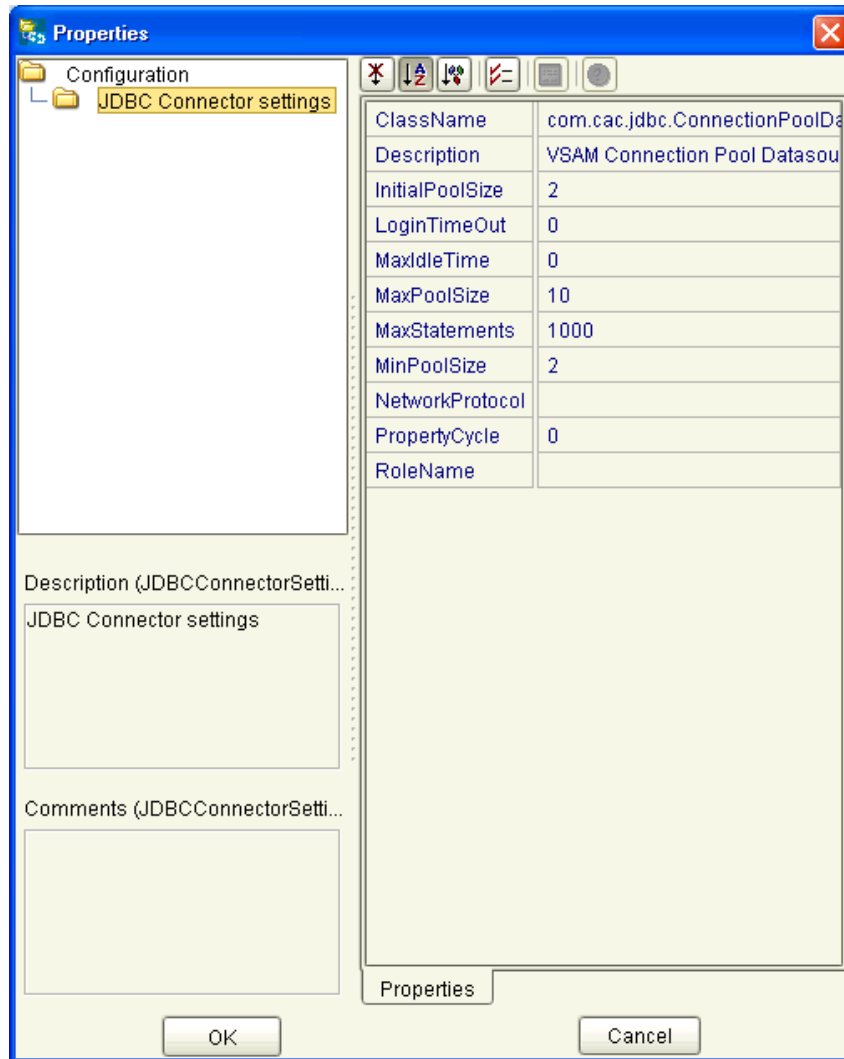 Properties
Configuration
JDBC Connector settings
ClassName com.cac.jdbc.ConnectionPoolDa
Description VSAM Connection Pool Datasou
InitialPoolSize 2
LoginTimeOut 0
MaxIdleTime 0
MaxPoolSize 10
MaxStatements 1000
MinPoolSize 2
NetworkProtocol
PropertyCycle 0
RoleName
Description (JDBCConnectorSetti...
JDBC Connector settings
Comments (JDBCConnectorSetti...
Properties
OK Cancel